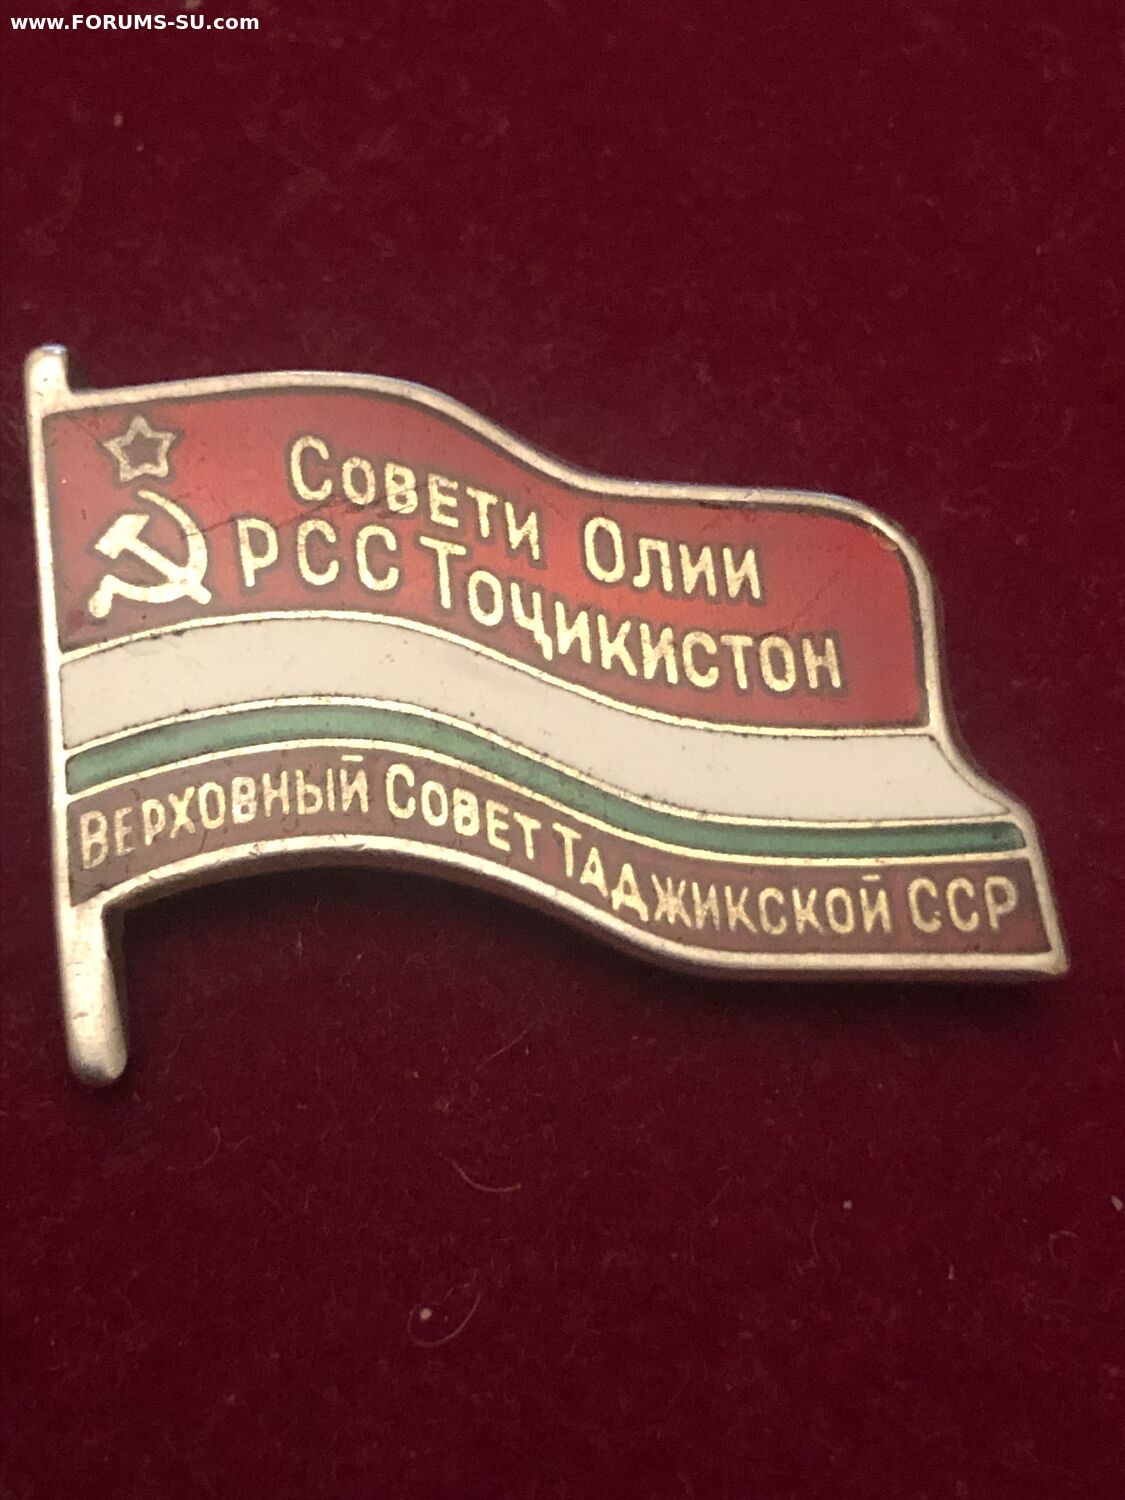 www.FORUMS-SU.com
Совети Олии
РСС Тоҷикистон
Верховный Совет Таджикской ССР